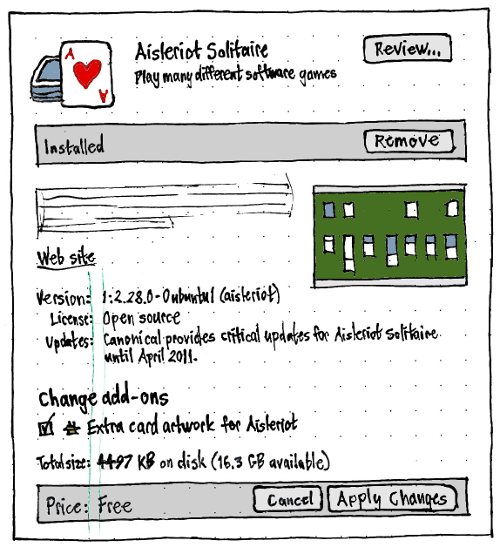 Aisleriot Solitaire
Review...
Play many different software games
A
A
Installed
Remove
Web site
Version: 1:2.28.0-0ubuntu1 (aisleriot)
License: Open source
Updates: Canonical provides critical updates for Aisleriot Solitaire
until April 2011.
Change add-ons
Extra card artwork for Aisleriot
Total size: 4497 KB on disk (16.3 GB available)
Price: Free
Cancel
Apply Changes